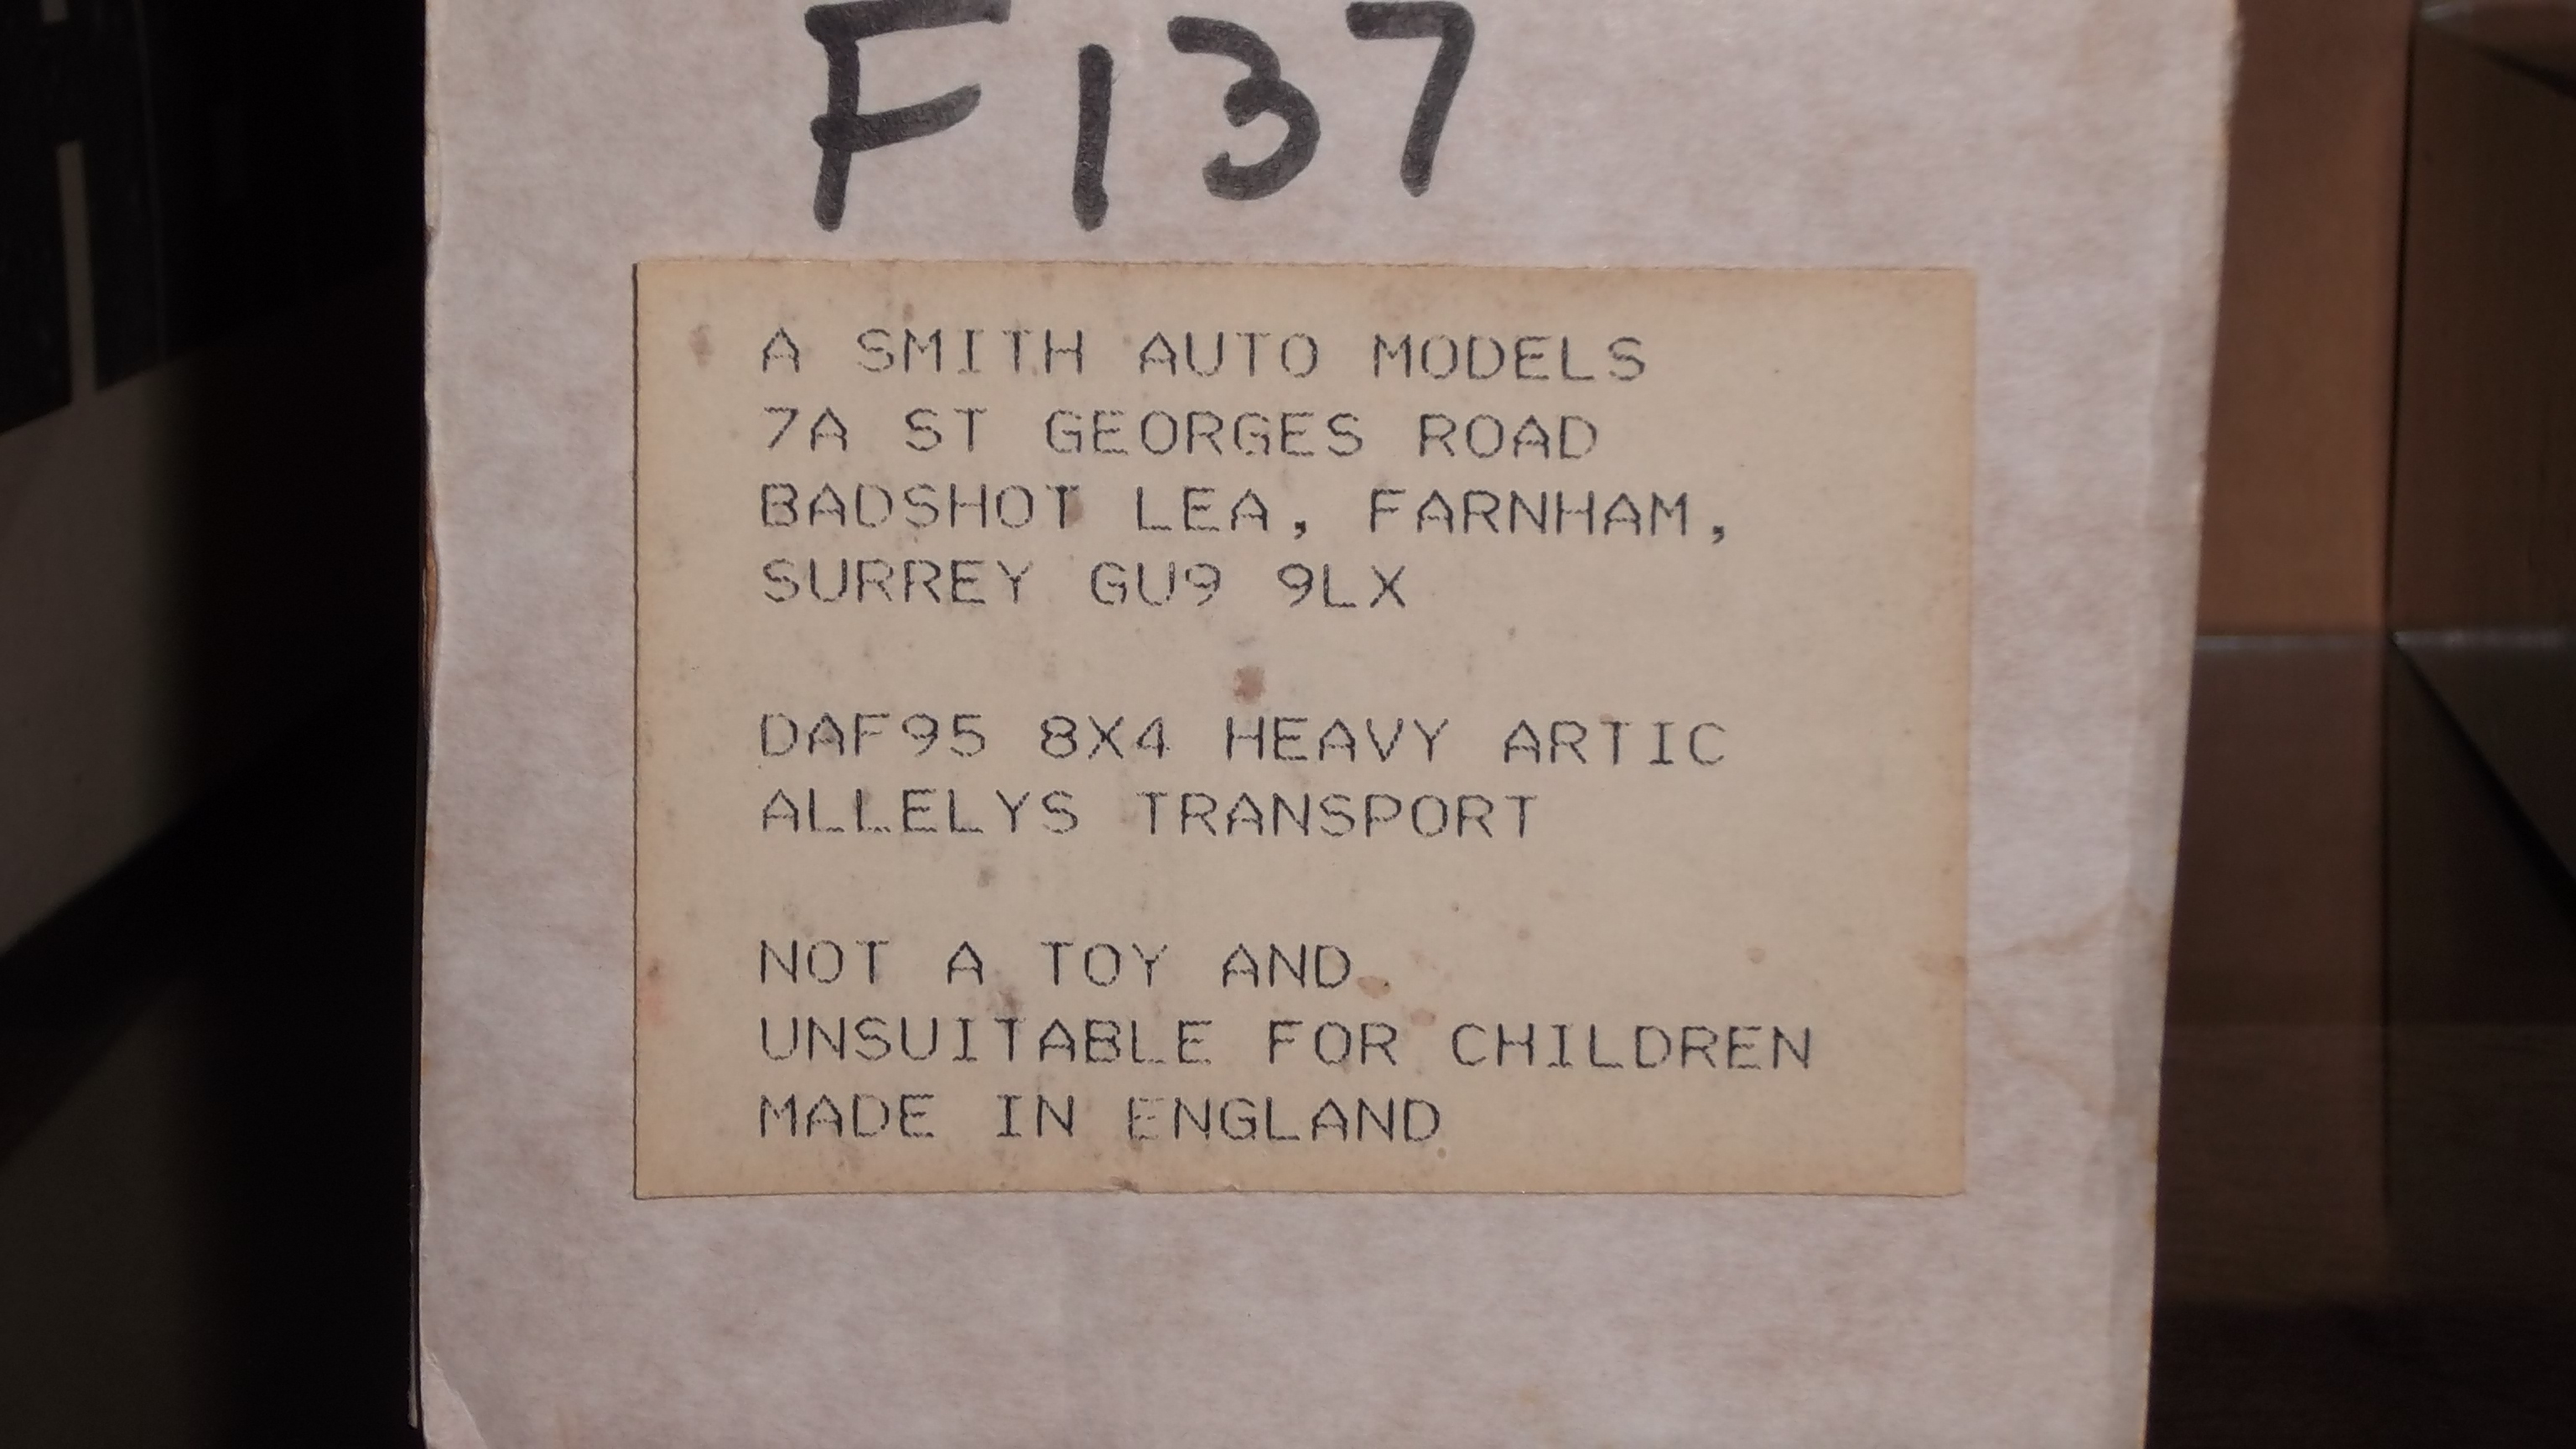 F137
A SMITH AUTO MODELS
7A ST GEORGES ROAD
BADSHOT LEA, FARNHAM,
SURREY GU9 9LX
DAF95 8X4 HEAVY ARTIC
ALLELYS TRANSPORT
NOT A TOY AND
UNSUITABLE FOR CHILDREN
MADE IN ENGLAND